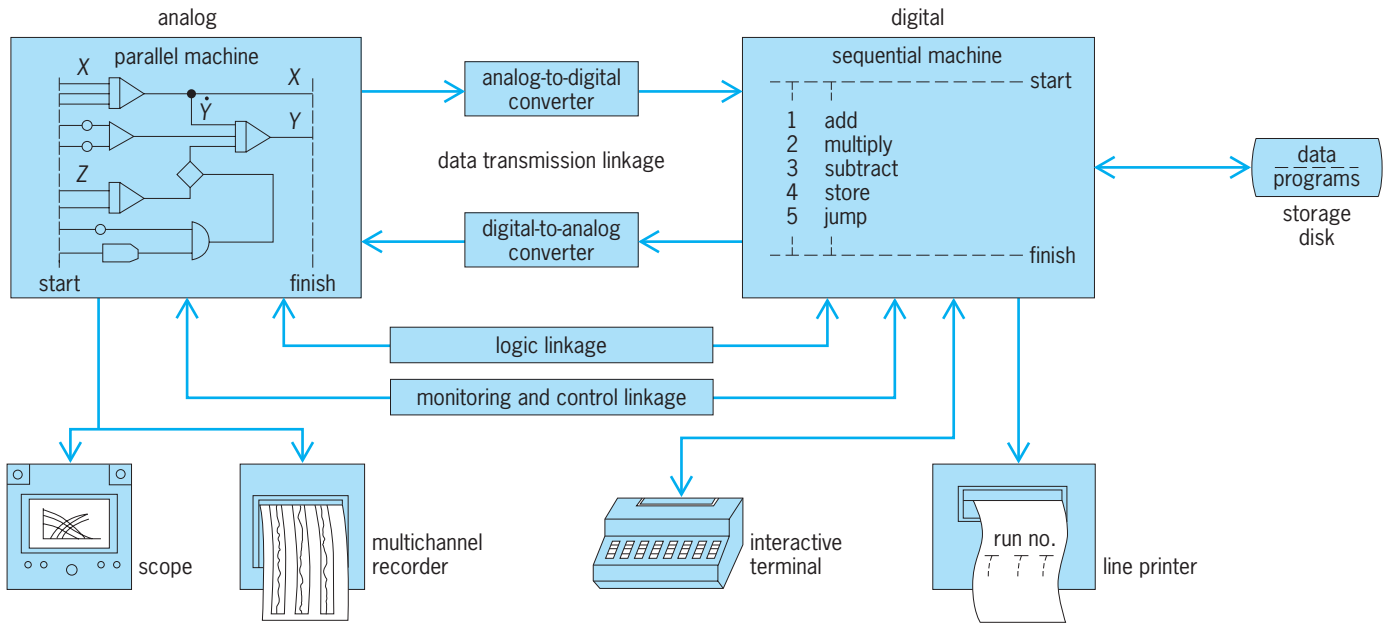 analog
parallel machine
X
X
Ẏ
Y
Z
start
finish
analog-to-digital
converter
data transmission linkage
digital-to-analog
converter
digital
sequential machine
start
1 add
2 multiply
3 subtract
4 store
5 jump
finish
data
programs
storage
disk
logic linkage
monitoring and control linkage
scope
multichannel
recorder
interactive
terminal
run no.
line printer